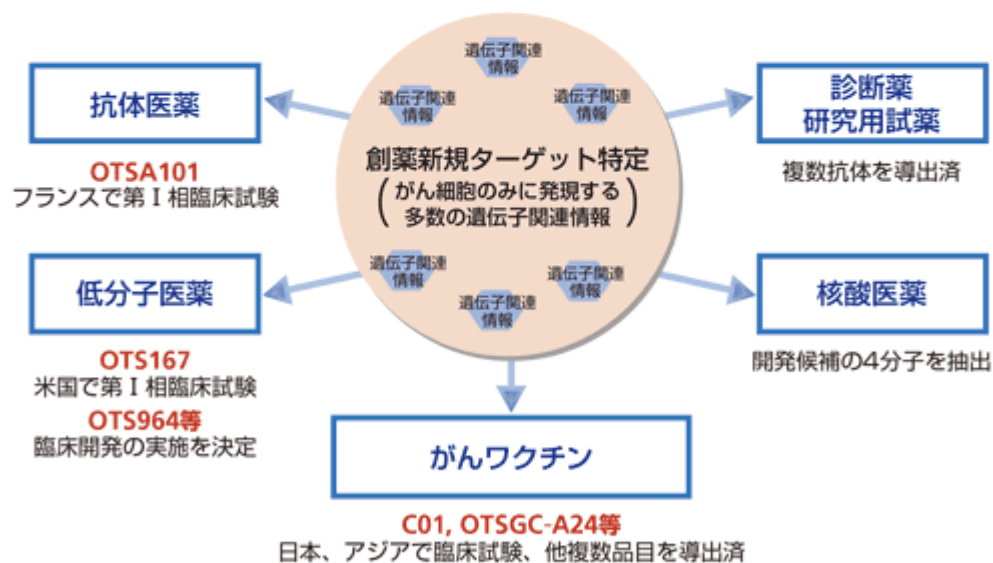 遺伝子関連
情報
遺伝子関連
情報
遺伝子関連
情報
創薬新規ターゲット特定
(がん細胞のみに発現する
多数の遺伝子関連情報)
遺伝子関連
情報
遺伝子関連
情報
遺伝子関連
情報
抗体医薬
OTSA101
フランスで第Ⅰ相臨床試験
診断薬
研究用試薬
複数抗体を導出済
低分子医薬
OTS167
米国で第Ⅰ相臨床試験
OTS964等
臨床開発の実施を決定
核酸医薬
開発候補の4分子を抽出
がんワクチン
C01, OTSGC-A24等
日本、アジアで臨床試験、他複数品目を導出済